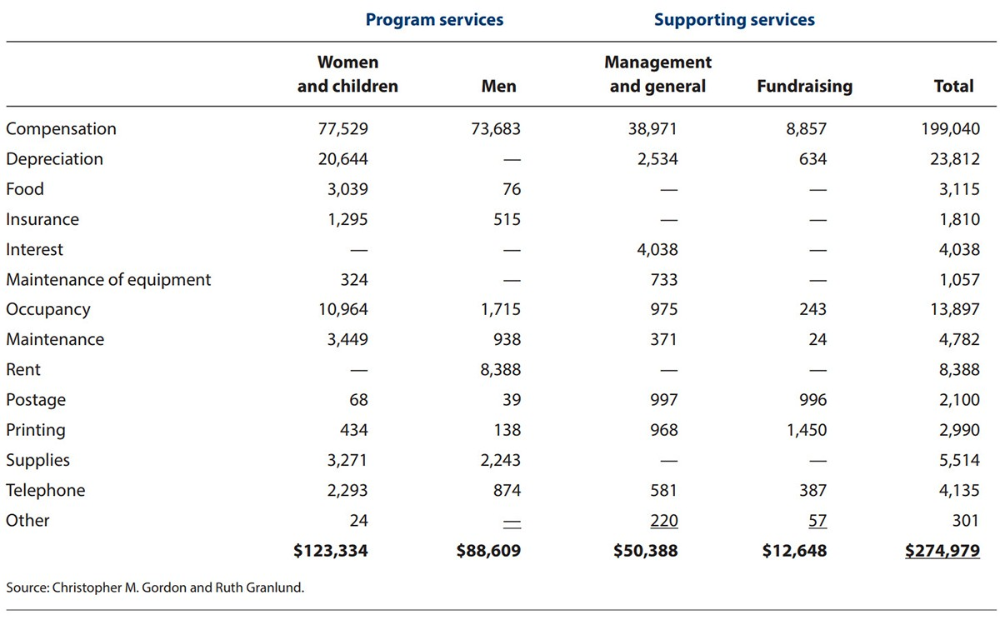 Program services Supporting services
Women Management
and children Men and general Fundraising Total
Compensation 77,529 73,683 38,971 8,857 199,040
Depreciation 20,644 — 2,534 634 23,812
Food 3,039 76 — — 3,115
Insurance 1,295 515 — — 1,810
Interest — — 4,038 — 4,038
Maintenance of equipment 324 — 733 — 1,057
Occupancy 10,964 1,715 975 243 13,897
Maintenance 3,449 938 371 24 4,782
Rent — 8,388 — — 8,388
Postage 68 39 997 996 2,100
Printing 434 138 968 1,450 2,990
Supplies 3,271 2,243 — — 5,514
Telephone 2,293 874 581 387 4,135
Other 24 — 220 57 301
$123,334 $88,609 $50,388 $12,648 $274,979
Source: Christopher M. Gordon and Ruth Granlund.